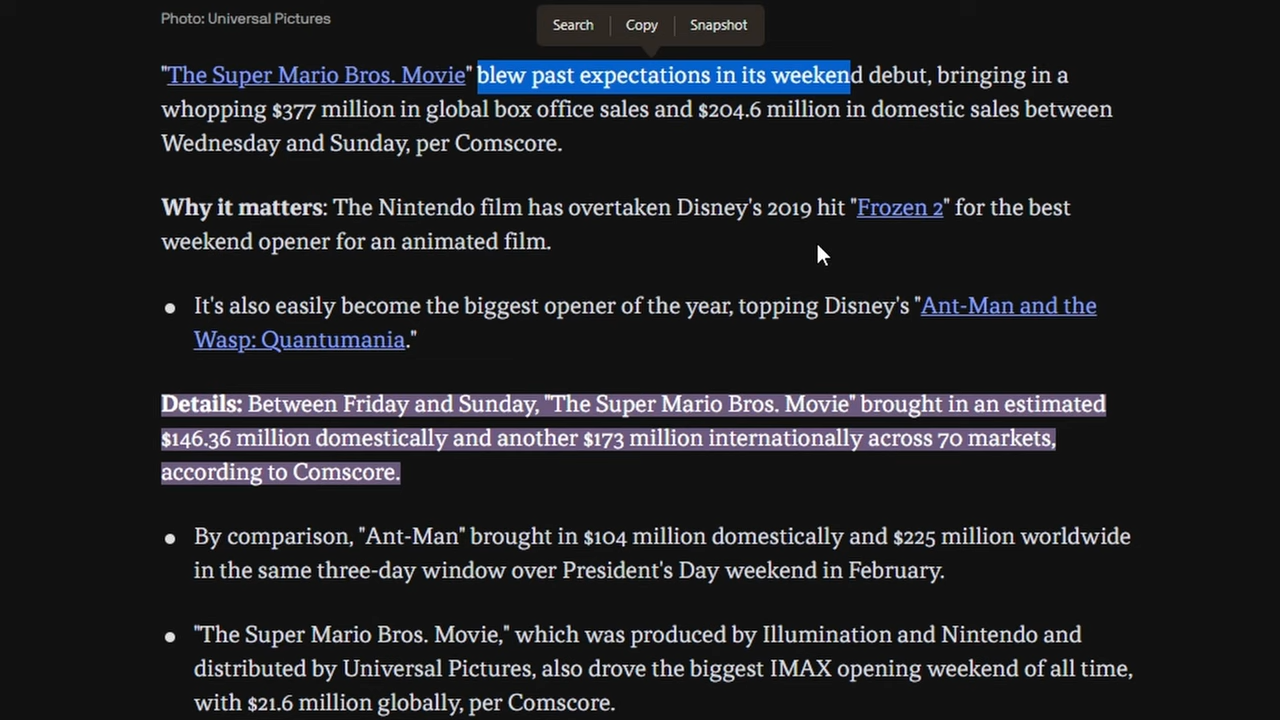 Photo: Universal Pictures
Search
Copy
Snapshot
"The Super Mario Bros. Movie" blew past expectations in its weekend debut, bringing in a
whopping $377 million in global box office sales and $204.6 million in domestic sales between
Wednesday and Sunday, per Comscore.
Why it matters: The Nintendo film has overtaken Disney's 2019 hit "Frozen 2" for the best
weekend opener for an animated film.
• It's also easily become the biggest opener of the year, topping Disney's "Ant-Man and the
Wasp: Quantumania."
Details: Between Friday and Sunday, "The Super Mario Bros. Movie" brought in an estimated
$146.36 million domestically and another $173 million internationally across 70 markets,
according to Comscore.
• By comparison, "Ant-Man" brought in $104 million domestically and $225 million worldwide
in the same three-day window over President's Day weekend in February.
• "The Super Mario Bros. Movie," which was produced by Illumination and Nintendo and
distributed by Universal Pictures, also drove the biggest IMAX opening weekend of all time,
with $21.6 million globally, per Comscore.